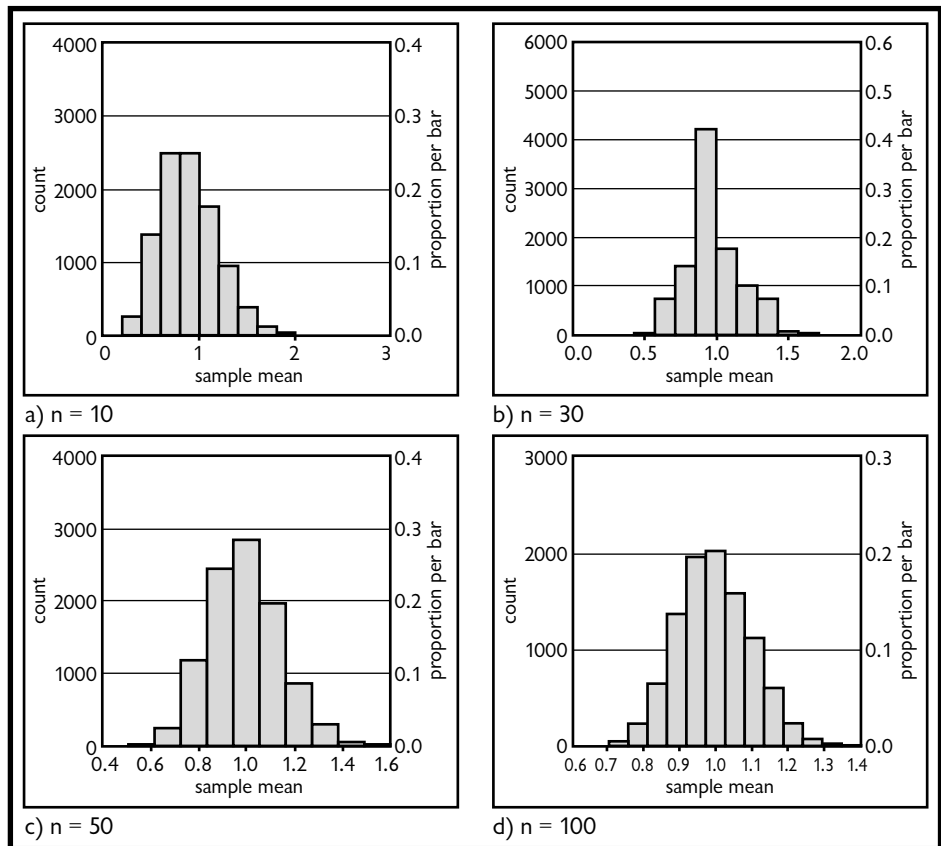 4000
3000
2000
1000
0
count
0.4
0.3
0.2
0.1
0.0
proportion per bar
0 1 2 3
sample mean
a) n = 10
6000
5000
4000
3000
2000
1000
0
count
0.6
0.5
0.4
0.3
0.2
0.1
0.0
proportion per bar
0.0 0.5 1.0 1.5 2.0
sample mean
b) n = 30
4000
3000
2000
1000
0
count
0.4
0.3
0.2
0.1
0.0
proportion per bar
0.4 0.6 0.8 1.0 1.2 1.4 1.6
sample mean
c) n = 50
3000
2000
1000
0
count
0.3
0.2
0.1
0.0
proportion per bar
0.6 0.7 0.8 0.9 1.0 1.1 1.2 1.3 1.4
sample mean
d) n = 100